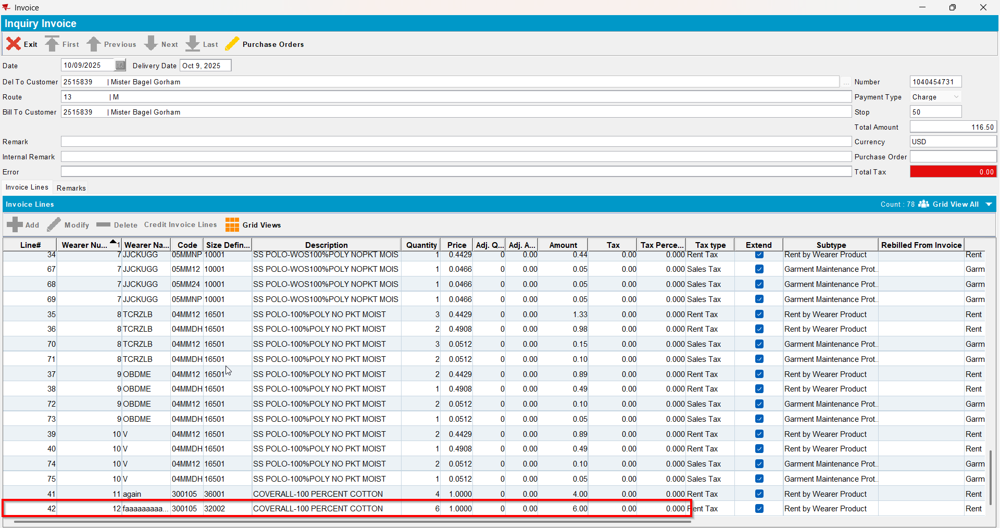 Invoice
Inquiry Invoice
Exit First Previous Next Last Purchase Orders
Date 10/09/2025 Delivery Date Oct 9, 2025
Del To Customer 2515839 | Mister Bagel Gorham ... Number 1040454731
Route 13 | M Payment Type Charge
Bill To Customer 2515839 | Mister Bagel Gorham Stop 50
Total Amount 116.50
Remark Currency USD
Internal Remark Purchase Order
Error Total Tax 0.00
Invoice Lines Remarks
Invoice Lines Count : 78 Grid View All
Add Modify Delete Credit Invoice Lines Grid Views
Line# Wearer Nu... 1 Wearer Na... Code Size Defin... Description Quantity Price Adj. Q... Adj. A... Amount Tax Tax Perce... Tax type Extend Subtype Rebilled From Invoice
34 7 JJCKUGG 05MMNP 10001 SS POLO-WOS100%POLY NOPKT MOIS 1 0.4429 0 0.00 0.44 0.00 0.000 Rent Tax Rent by Wearer Product Rent
67 7 JJCKUGG 05MM12 10001 SS POLO-WOS100%POLY NOPKT MOIS 1 0.0466 0 0.00 0.05 0.00 0.000 Sales Tax Garment Maintenance Prot.. Garm
68 7 JJCKUGG 05MM24 10001 SS POLO-WOS100%POLY NOPKT MOIS 1 0.0466 0 0.00 0.05 0.00 0.000 Sales Tax Garment Maintenance Prot.. Garm
69 7 JJCKUGG 05MMNP 10001 SS POLO-WOS100%POLY NOPKT MOIS 1 0.0466 0 0.00 0.05 0.00 0.000 Sales Tax Garment Maintenance Prot.. Garm
35 8 TCRZLB 04MM12 16501 SS POLO-100%POLY NO PKT MOIST 3 0.4429 0 0.00 1.33 0.00 0.000 Rent Tax Rent by Wearer Product Rent
36 8 TCRZLB 04MMDH 16501 SS POLO-100%POLY NO PKT MOIST 2 0.4908 0 0.00 0.98 0.00 0.000 Rent Tax Rent by Wearer Product Rent
70 8 TCRZLB 04MM12 16501 SS POLO-100%POLY NO PKT MOIST 3 0.0512 0 0.00 0.15 0.00 0.000 Sales Tax Garment Maintenance Prot.. Garm
71 8 TCRZLB 04MMDH 16501 SS POLO-100%POLY NO PKT MOIST 2 0.0512 0 0.00 0.10 0.00 0.000 Sales Tax Garment Maintenance Prot.. Garm
37 9 OBDME 04MM12 16501 SS POLO-100%POLY NO PKT MOIST 2 0.4429 0 0.00 0.89 0.00 0.000 Rent Tax Rent by Wearer Product Rent
38 9 OBDME 04MMDH 16501 SS POLO-100%POLY NO PKT MOIST 1 0.4908 0 0.00 0.49 0.00 0.000 Rent Tax Rent by Wearer Product Rent
72 9 OBDME 04MM12 16501 SS POLO-100%POLY NO PKT MOIST 2 0.0512 0 0.00 0.10 0.00 0.000 Sales Tax Garment Maintenance Prot.. Garm
73 9 OBDME 04MMDH 16501 SS POLO-100%POLY NO PKT MOIST 1 0.0512 0 0.00 0.05 0.00 0.000 Sales Tax Garment Maintenance Prot.. Garm
39 10 V 04MM12 16501 SS POLO-100%POLY NO PKT MOIST 2 0.4429 0 0.00 0.89 0.00 0.000 Rent Tax Rent by Wearer Product Rent
40 10 V 04MMDH 16501 SS POLO-100%POLY NO PKT MOIST 1 0.4908 0 0.00 0.49 0.00 0.000 Rent Tax Rent by Wearer Product Rent
74 10 V 04MM12 16501 SS POLO-100%POLY NO PKT MOIST 2 0.0512 0 0.00 0.10 0.00 0.000 Sales Tax Garment Maintenance Prot.. Garm
75 10 V 04MMDH 16501 SS POLO-100%POLY NO PKT MOIST 1 0.0512 0 0.00 0.05 0.00 0.000 Sales Tax Garment Maintenance Prot.. Garm
41 11 again 300105 36001 COVERALL-100 PERCENT COTTON 4 1.0000 0 0.00 4.00 0.00 0.000 Rent Tax Rent by Wearer Product Rent
42 12 faaaaaaaaa... 300105 32002 COVERALL-100 PERCENT COTTON 6 1.0000 0 0.00 6.00 0.00 0.000 Rent Tax Rent by Wearer Product Rent